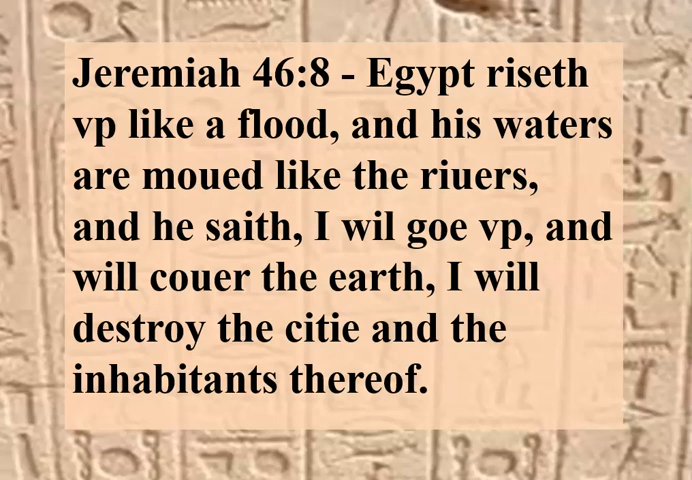 Jeremiah 46:8 - Egypt riseth
vp like a flood, and his waters
are moued like the riuers,
and he saith, I wil goe vp, and
will couer the earth, I will
destroy the citie and the
inhabitants thereof.